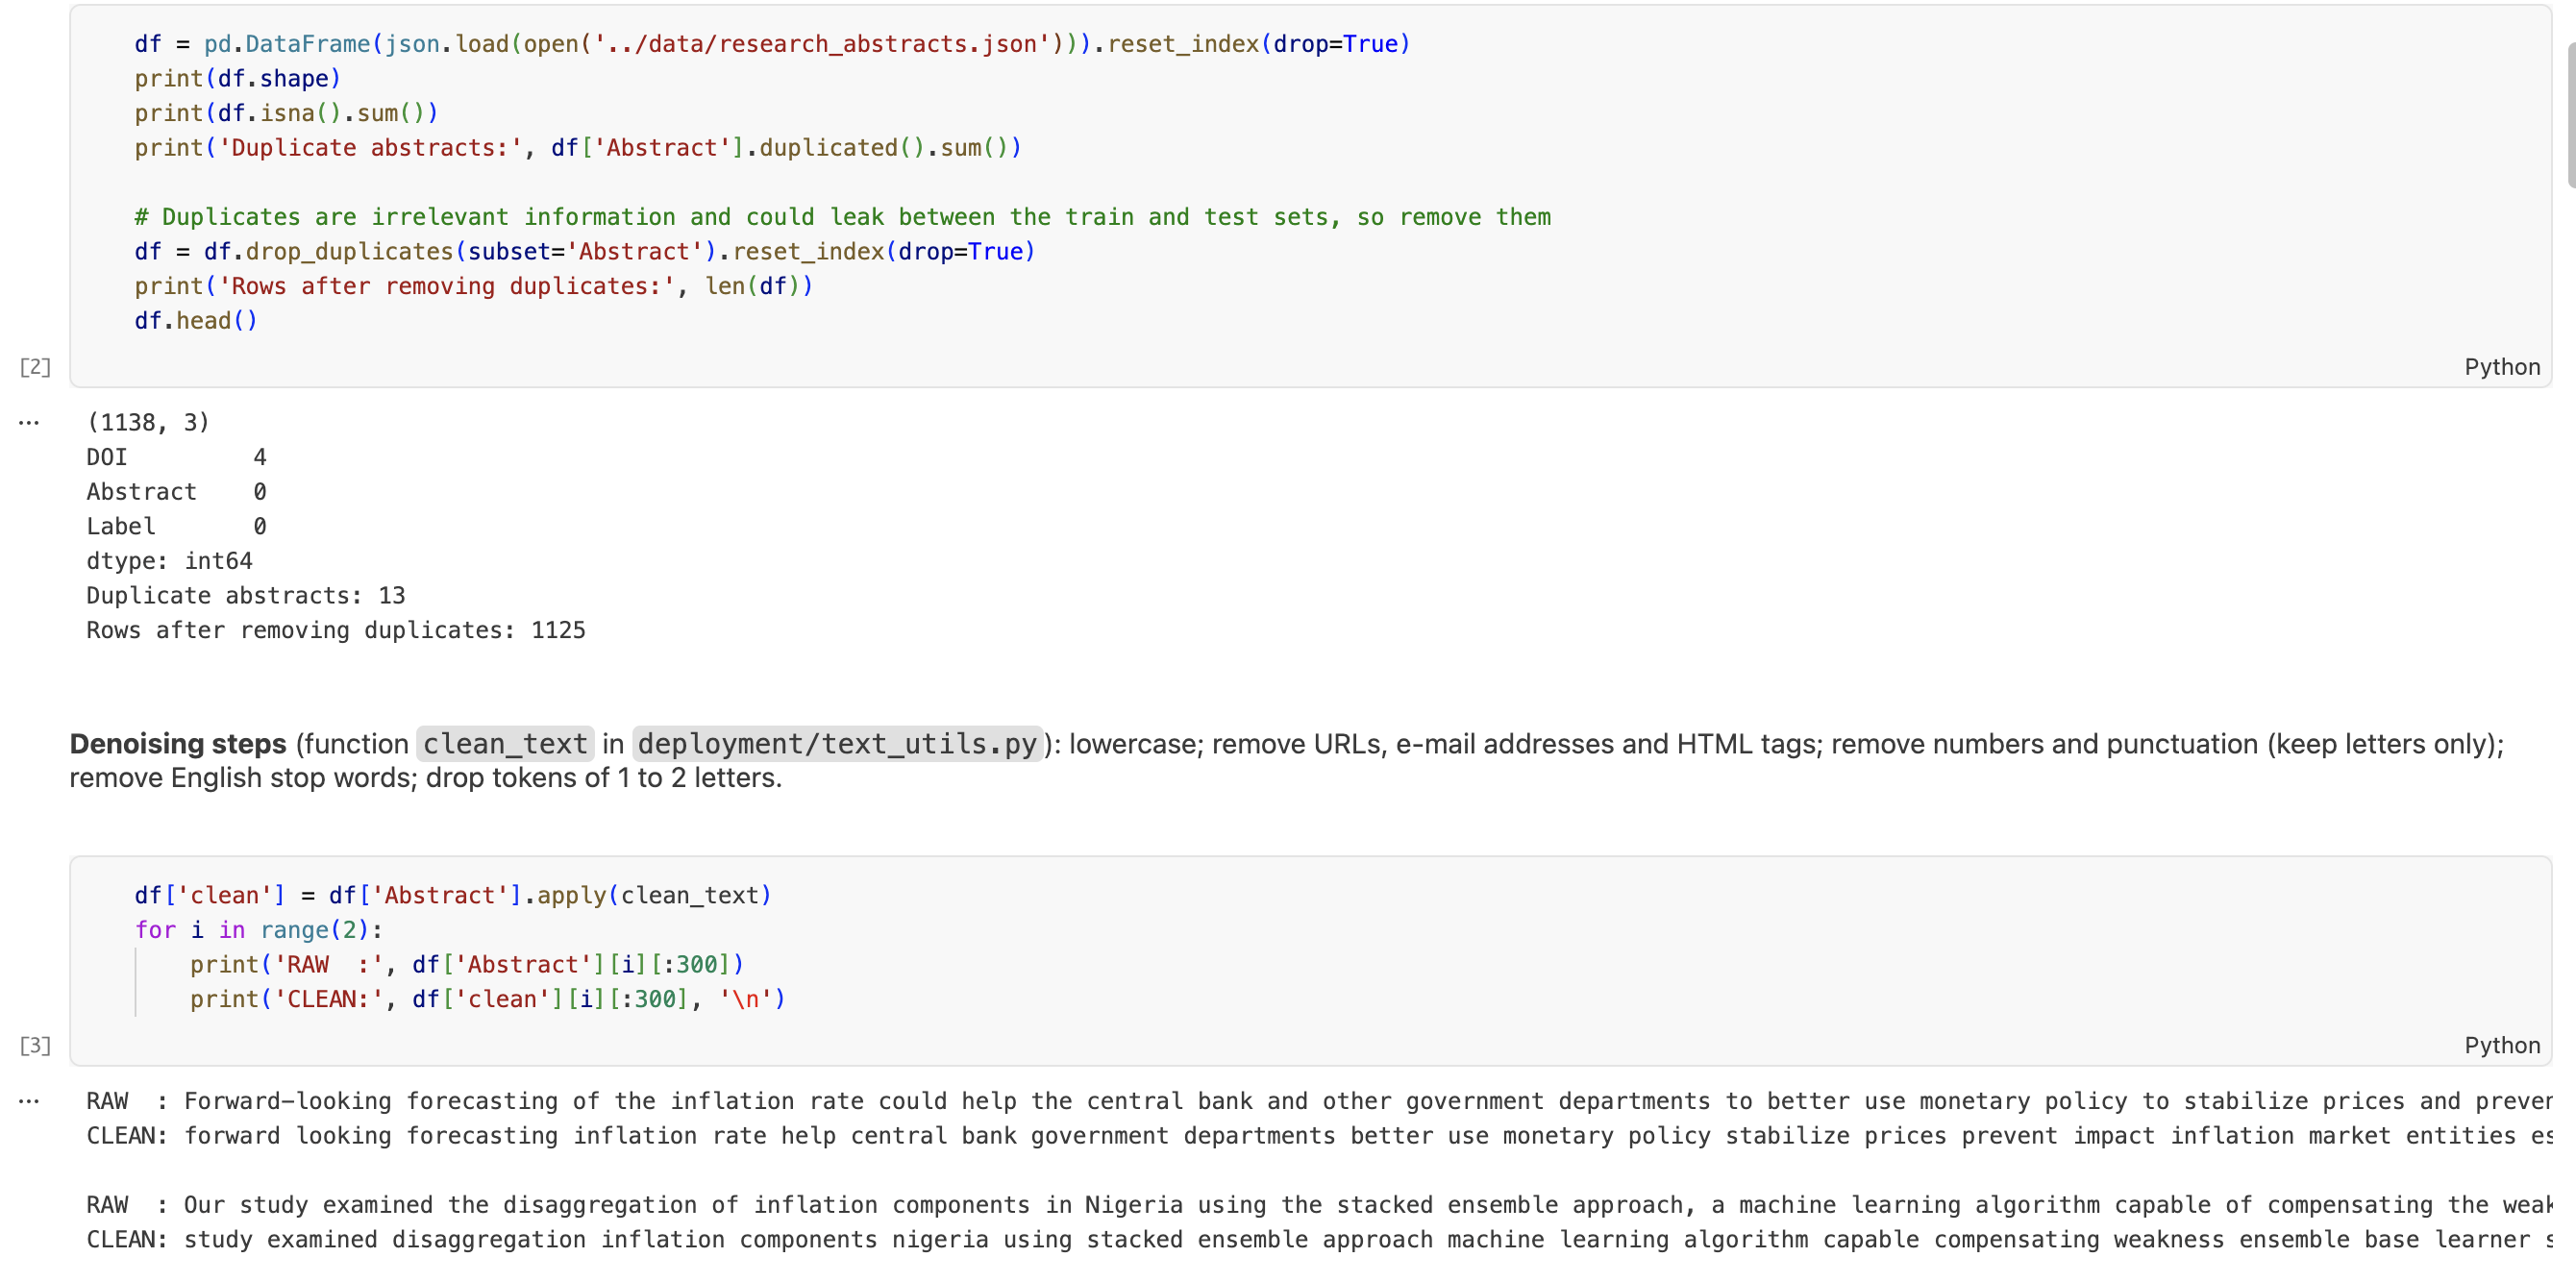 df = pd.DataFrame(json.load(open('../data/research_abstracts.json'))).reset_index(drop=True)
print(df.shape)
print(df.isna().sum())
print('Duplicate abstracts:', df['Abstract'].duplicated().sum())
# Duplicates are irrelevant information and could leak between the train and test sets, so remove them
df = df.drop_duplicates(subset='Abstract').reset_index(drop=True)
print('Rows after removing duplicates:', len(df))
df.head()
[2]
Python
...
(1138, 3)
DOI         4
Abstract    0
Label       0
dtype: int64
Duplicate abstracts: 13
Rows after removing duplicates: 1125
Denoising steps (function clean_text in deployment/text_utils.py): lowercase; remove URLs, e-mail addresses and HTML tags; remove numbers and punctuation (keep letters only);
remove English stop words; drop tokens of 1 to 2 letters.
df['clean'] = df['Abstract'].apply(clean_text)
for i in range(2):
    print('RAW  :', df['Abstract'][i][:300])
    print('CLEAN:', df['clean'][i][:300], '\n')
[3]
Python
...
RAW  : Forward-looking forecasting of the inflation rate could help the central bank and other government departments to better use monetary policy to stabilize prices and
CLEAN: forward looking forecasting inflation rate help central bank government departments better use monetary policy stabilize prices prevent impact inflation market entities
RAW  : Our study examined the disaggregation of inflation components in Nigeria using the stacked ensemble approach, a machine learning algorithm capable of compensating the
CLEAN: study examined disaggregation inflation components nigeria using stacked ensemble approach machine learning algorithm capable compensating weakness ensemble base learner